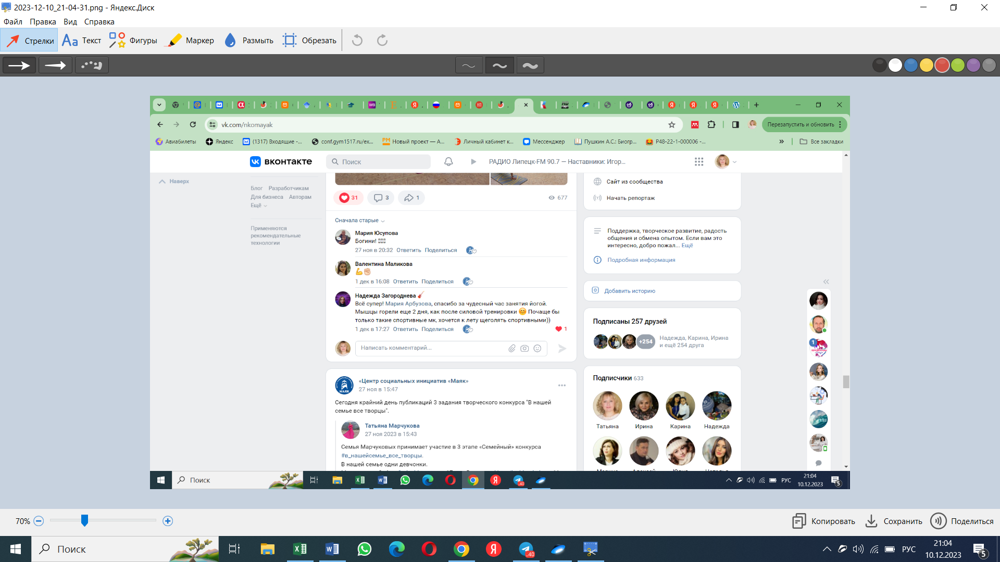 2023-12-10_21-04-31.png - Яндекс.Диск
Файл Правка Вид Справка
Стрелки Текст Фигуры Маркер Размыть Обрезать
vk.com/nkomayak
Перезапустить и обновить
Авиабилеты Яндекс (1317) Входящие -... conf.gym1517.ru/ex... Новый проект — А... Личный кабинет к... Мессенджер Пушкин А.С.: Биогр... Р48-22-1-000006 -... » Все закладки
вконтакте Поиск РАДИО Липецк-FM 90.7 — Наставники: Игор...
Наверх
Блог Разработчикам
Для бизнеса Авторам
Ещё
Применяются
рекомендательные
технологии
31 3 1 677
Сначала старые
Мария Юсупова
Богини!
27 ноя в 20:32 Ответить Поделиться
Валентина Маликова
1 дек в 16:08 Ответить Поделиться
Надежда Загороднева
Всё супер! Мария Арбузова, спасибо за чудесный час занятия йогой.
Мышцы горели еще 2 дня, как после силовой тренировки 😊 Почаще бы
только такие спортивные мк, хочется к лету щеголять спортивными))
1 дек в 17:27 Ответить Поделиться 1
Написать комментарий...
«Центр социальных инициатив «Маяк»
27 ноя в 15:47
Сегодня крайний день публикаций 3 задания творческого конкурса "В нашей
семье все творцы".
Татьяна Марчукова
27 ноя 2023 в 15:43
Семья Марчуковых принимает участие в 3 этапе «Семейный» конкурса
#в_нашейсемье_все_творцы.
В нашей семье одни девчонки.
Сайт из сообщества
Начать репортаж
Поддержка, творческое развитие, радость
общения и обмена опытом. Если вам это
интересно, добро пожал... Ещё
Подробная информация
Добавить историю
Подписаны 257 друзей
+254 Надежда, Карина, Ирина
и ещё 254 друга
Подписчики 633
Татьяна Ирина Карина Надежда
1
Поиск
РУС 21:04
10.12.2023 5
70%
Копировать Сохранить Поделиться
Поиск
РУС 21:04
10.12.2023 5